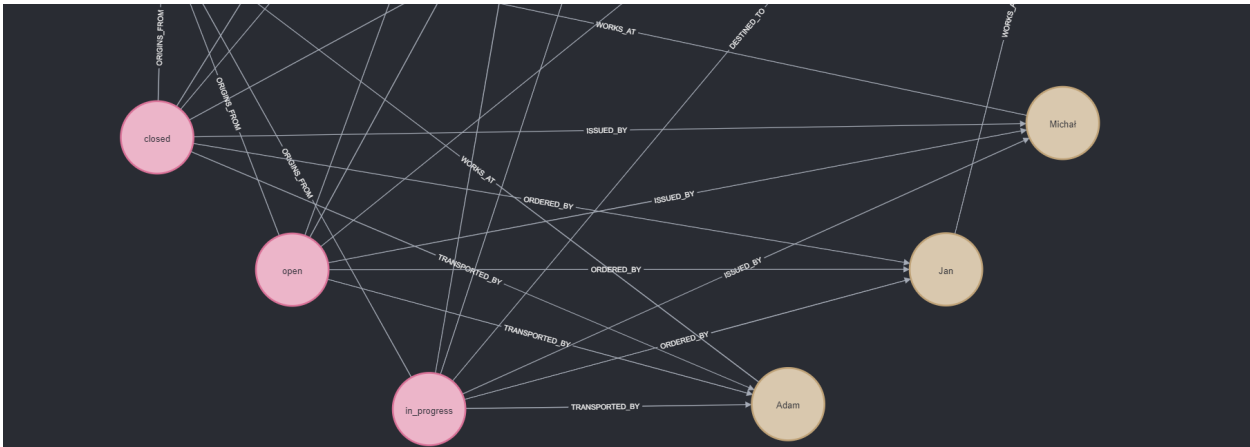 ORIGINS_FROM
WORKS_AT
DESTINED_TO
closed
ORIGINS_FROM
ISSUED_BY
Michał
ORIGINS_FROM
WORKS_AT
ORDERED_BY
ISSUED_BY
open
TRANSPORTED_BY
ORDERED_BY
ISSUED_BY
Jan
TRANSPORTED_BY
ORDERED_BY
in_progress
TRANSPORTED_BY
Adam